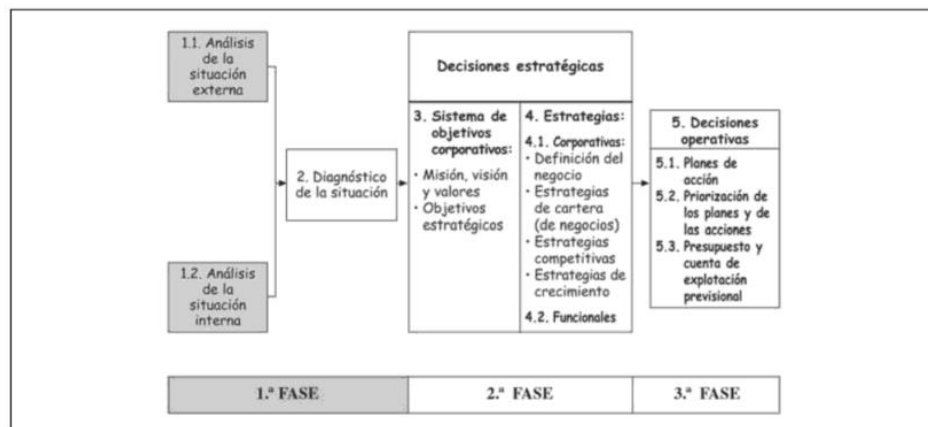 1.1. Análisis
de la
situación
externa
2. Diagnóstico
de la situación
1.2. Análisis
de la
situación
interna
Decisiones estratégicas
3. Sistema de
objetivos
corporativos:
• Misión, visión
y valores
• Objetivos
estratégicos
4. Estrategias:
4.1. Corporativas:
• Definición del
negocio
• Estrategias
de cartera
(de negocios)
• Estrategias
competitivas
• Estrategias de
crecimiento
4.2. Funcionales
5. Decisiones
operativas
5.1. Planes de
acción
5.2. Priorización de
los planes y de
las acciones
5.3. Presupuesto y
cuenta de
explotación
previsional
1.ª FASE
2.ª FASE
3.ª FASE